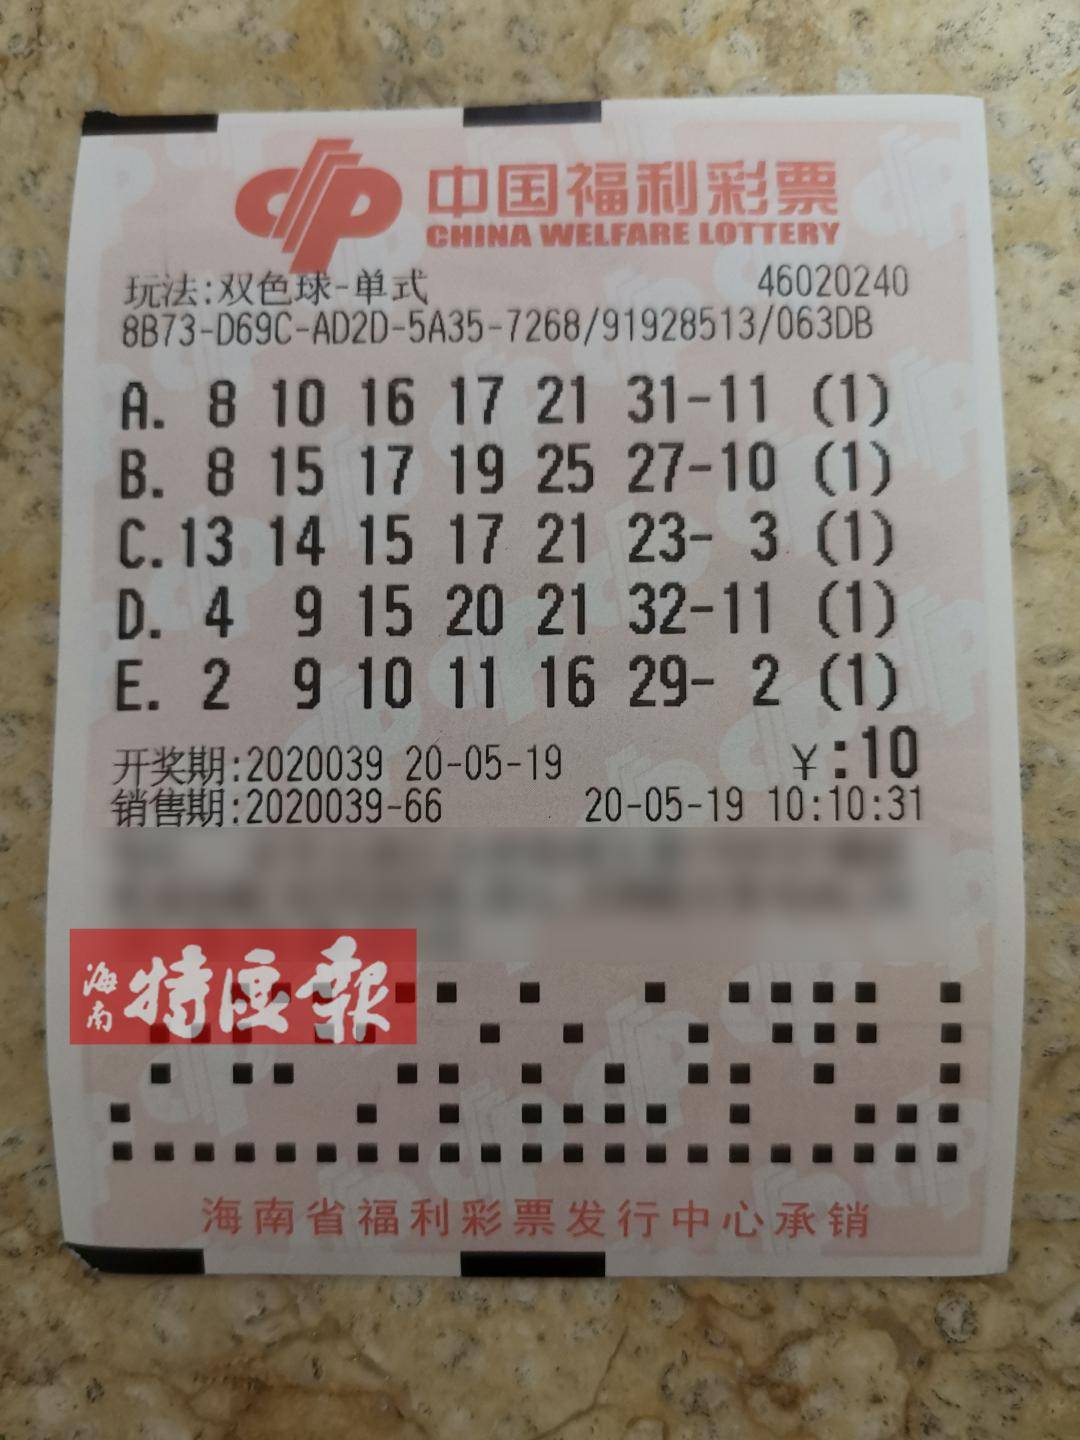 中国福利彩票
CHINA WELFARE LOTTERY
玩法:双色球-单式 46020240
8B73-D69C-AD2D-5A35-7268/91928513/063DB
A. 8 10 16 17 21 31-11 (1)
B. 8 15 17 19 25 27-10 (1)
C. 13 14 15 17 21 23- 3 (1)
D. 4 9 15 20 21 32-11 (1)
E. 2 9 10 11 16 29- 2 (1)
开奖期:2020039 20-05-19 ¥:10
销售期:2020039-66 20-05-19 10:10:31
海南特区报
海南省福利彩票发行中心承销